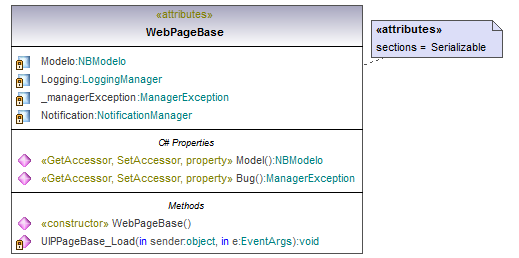 «attributes»
WebPageBase
«attributes»
sections = Serializable
Modelo:NBModelo
Logging:LoggingManager
_managerException:ManagerException
Notification:NotificationManager
C# Properties
«GetAccessor, SetAccessor, property» Model():NBModelo
«GetAccessor, SetAccessor, property» Bug():ManagerException
Methods
«constructor» WebPageBase()
UIPPageBase_Load(in sender:object, in e:EventArgs):void